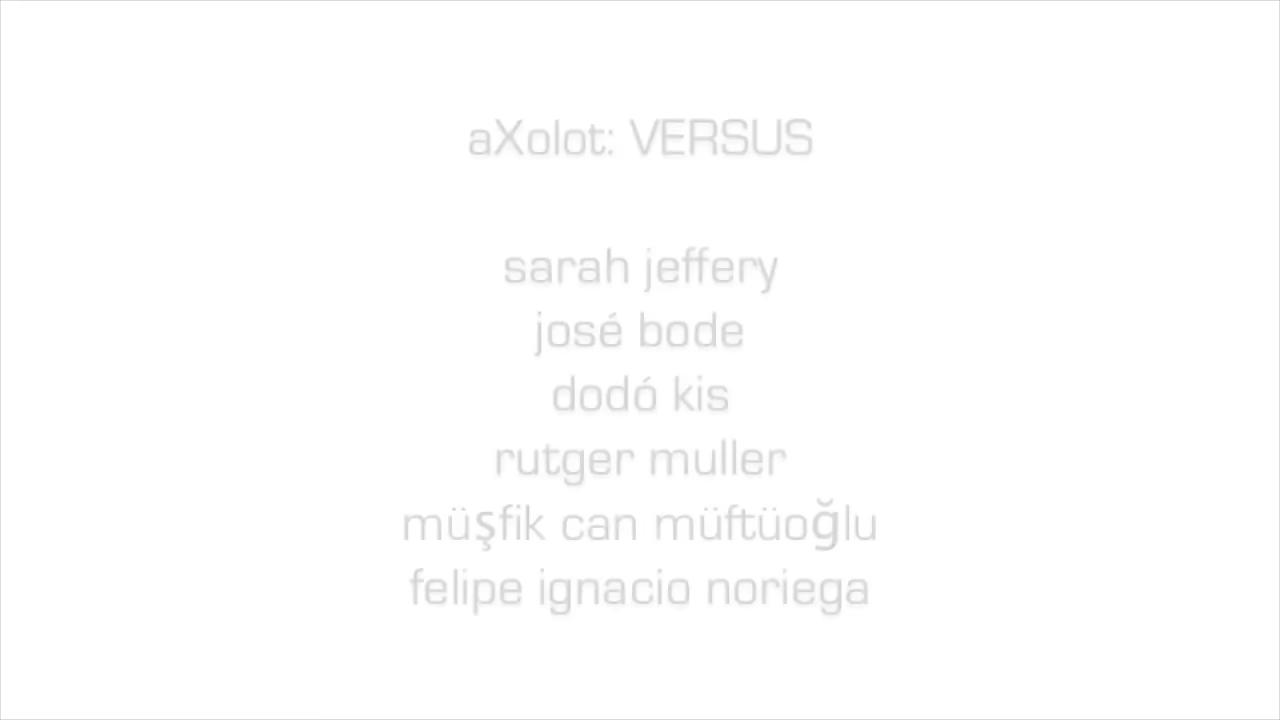 aXolot: VERSUS
sarah jeffery
josé bode
dodó kis
rutger muller
müşfik can müftüoğlu
felipe ignacio noriega